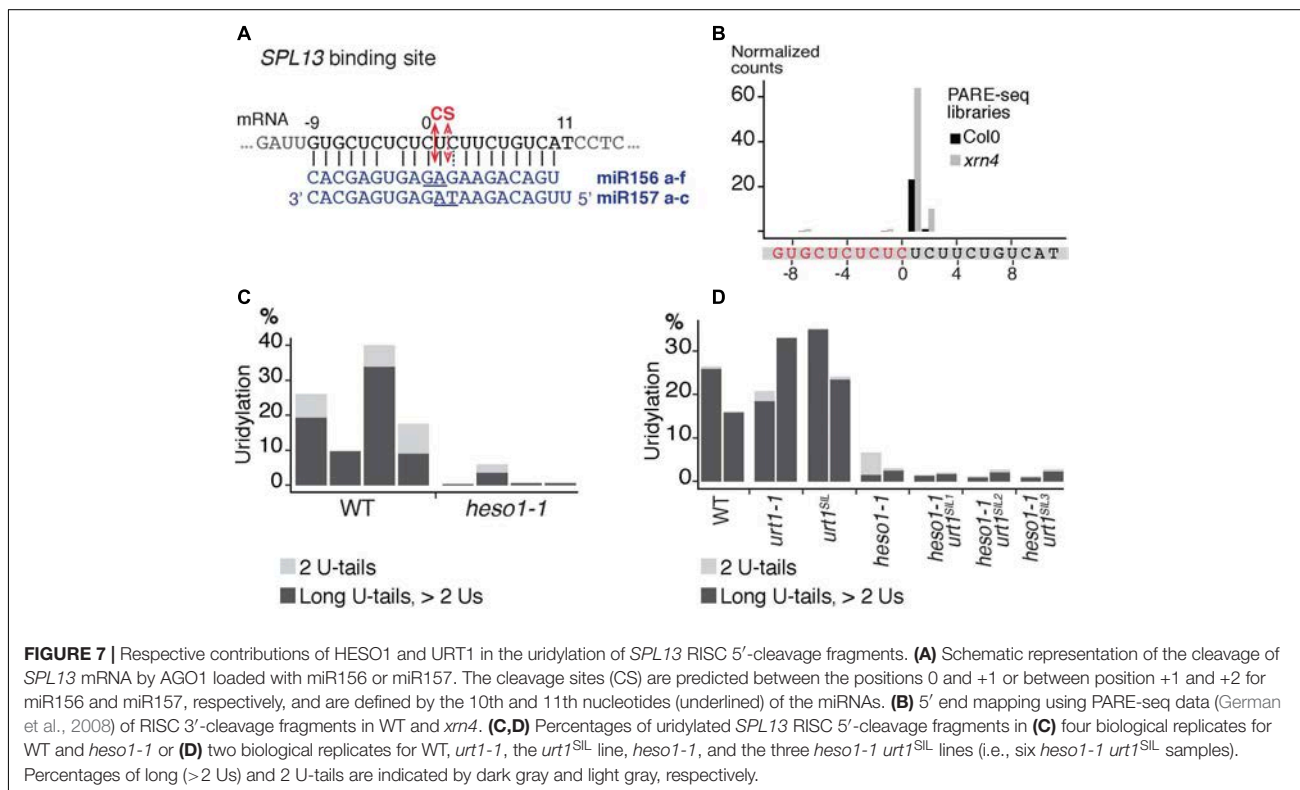 A
SPL13 binding site
CS
mRNA -9 0 11
...GAUUGUGCUCUCUCUCUUCUGUCATCCTC...
CACGAGUGAGAGAAGACAGU miR156 a-f
3' CACGAGUGAGATAAGACAGUU 5' miR157 a-c
B
Normalized
counts
60
40
20
PARE-seq
libraries
Col0
xrn4
GUGCUCUCUCUCUUCUGUCAT
-8 -4 0 4 8
C
%
40
30
20
10
0
Uridylation
WT heso1-1
2 U-tails
Long U-tails, > 2 Us
D
%
30
20
10
0
Uridylation
WT
urt1-1
urt1SIL
heso1-1
heso1-1
urt1SIL1
heso1-1
urt1SIL2
heso1-1
urt1SIL3
2 U-tails
Long U-tails, > 2 Us
FIGURE 7 | Respective contributions of HESO1 and URT1 in the uridylation of SPL13 RISC 5′-cleavage fragments. (A) Schematic representation of the cleavage of
SPL13 mRNA by AGO1 loaded with miR156 or miR157. The cleavage sites (CS) are predicted between the positions 0 and +1 or between position +1 and +2 for
miR156 and miR157, respectively, and are defined by the 10th and 11th nucleotides (underlined) of the miRNAs. (B) 5′ end mapping using PARE-seq data (German
et al., 2008) of RISC 3′-cleavage fragments in WT and xrn4. (C,D) Percentages of uridylated SPL13 RISC 5′-cleavage fragments in (C) four biological replicates for
WT and heso1-1 or (D) two biological replicates for WT, urt1-1, the urt1SIL line, heso1-1, and the three heso1-1 urt1SIL lines (i.e., six heso1-1 urt1SIL samples).
Percentages of long (>2 Us) and 2 U-tails are indicated by dark gray and light gray, respectively.